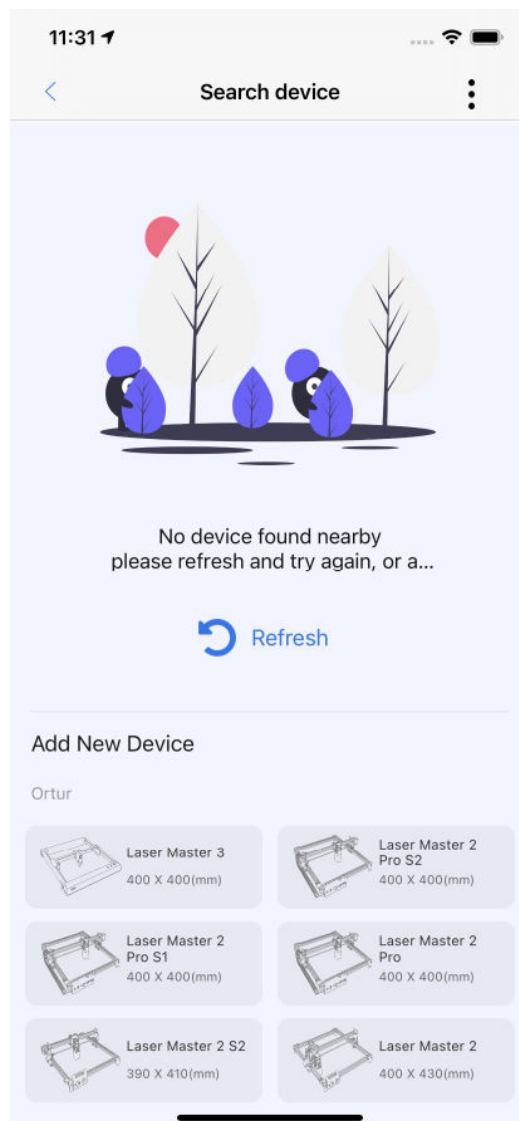 11:31
Search device
No device found nearby
please refresh and try again, or a...
Refresh
Add New Device
Ortur
Laser Master 3
400 X 400(mm)
Laser Master 2
Pro S2
400 X 400(mm)
Laser Master 2
Pro S1
400 X 400(mm)
Laser Master 2
Pro
400 X 400(mm)
Laser Master 2 S2
390 X 410(mm)
Laser Master 2
400 X 430(mm)